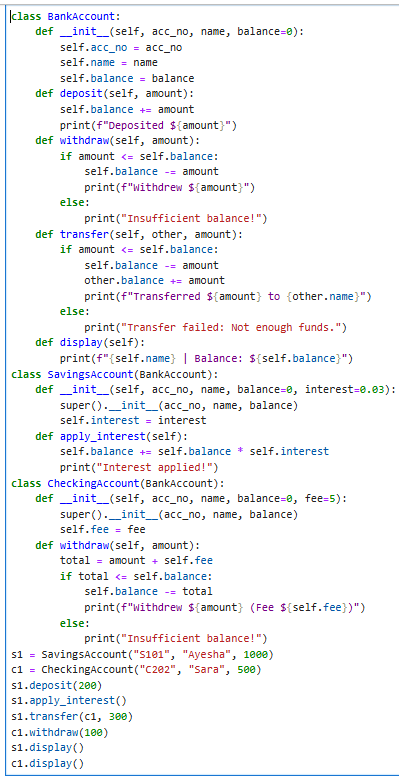 class BankAccount:
    def __init__(self, acc_no, name, balance=0):
        self.acc_no = acc_no
        self.name = name
        self.balance = balance
    def deposit(self, amount):
        self.balance += amount
        print(f"Deposited ${amount}")
    def withdraw(self, amount):
        if amount <= self.balance:
            self.balance -= amount
            print(f"Withdrew ${amount}")
        else:
            print("Insufficient balance!")
    def transfer(self, other, amount):
        if amount <= self.balance:
            self.balance -= amount
            other.balance += amount
            print(f"Transferred ${amount} to {other.name}")
        else:
            print("Transfer failed: Not enough funds.")
    def display(self):
        print(f"{self.name} | Balance: ${self.balance}")
class SavingsAccount(BankAccount):
    def __init__(self, acc_no, name, balance=0, interest=0.03):
        super().__init__(acc_no, name, balance)
        self.interest = interest
    def apply_interest(self):
        self.balance += self.balance * self.interest
        print("Interest applied!")
class CheckingAccount(BankAccount):
    def __init__(self, acc_no, name, balance=0, fee=5):
        super().__init__(acc_no, name, balance)
        self.fee = fee
    def withdraw(self, amount):
        total = amount + self.fee
        if total <= self.balance:
            self.balance -= total
            print(f"Withdrew ${amount} (Fee ${self.fee})")
        else:
            print("Insufficient balance!")
s1 = SavingsAccount("S101", "Ayesha", 1000)
c1 = CheckingAccount("C202", "Sara", 500)
s1.deposit(200)
s1.apply_interest()
s1.transfer(c1, 300)
c1.withdraw(100)
s1.display()
c1.display()